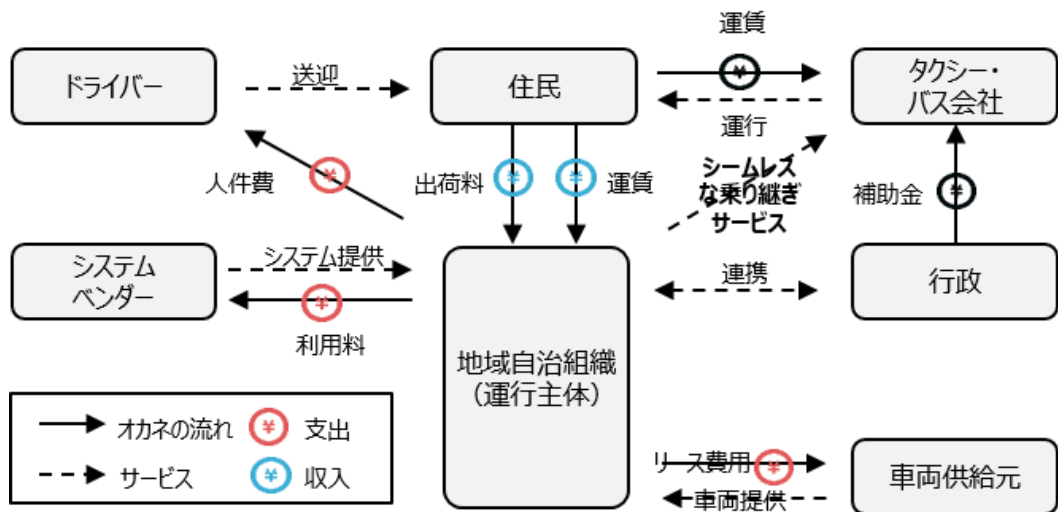 運賃
ドライバー
送迎
住民
タクシー・
バス会社
運行
人件費
出荷料
運賃
シームレス
な乗り継ぎ
サービス
補助金
システム
ベンダー
システム提供
利用料
連携
行政
地域自治組織
（運行主体）
オカネの流れ
支出
サービス
収入
リース費用
車両提供
車両供給元